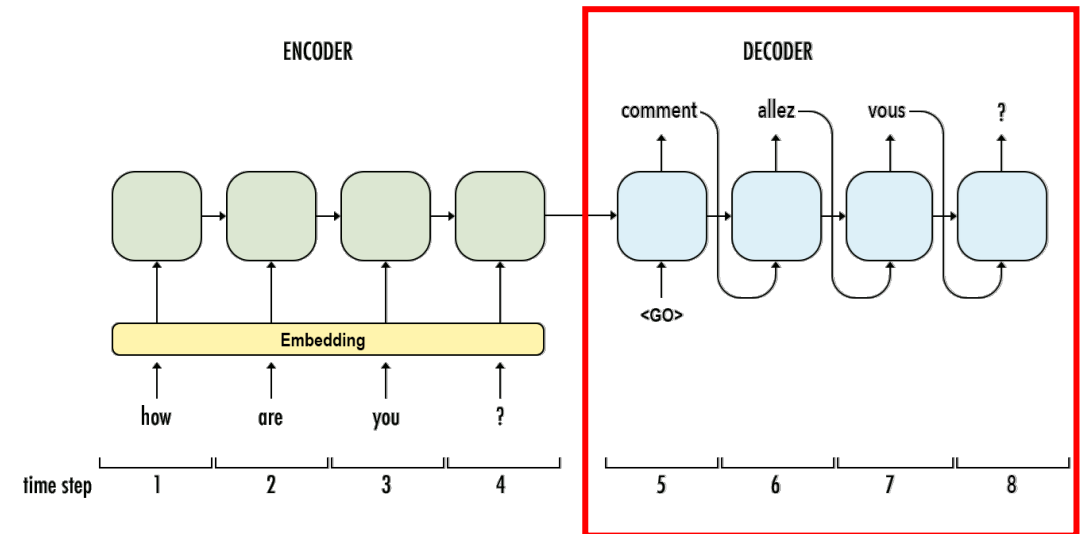 ENCODER
DECODER
comment allez vous ?
<GO>
Embedding
how are you ?
time step 1 2 3 4 5 6 7 8